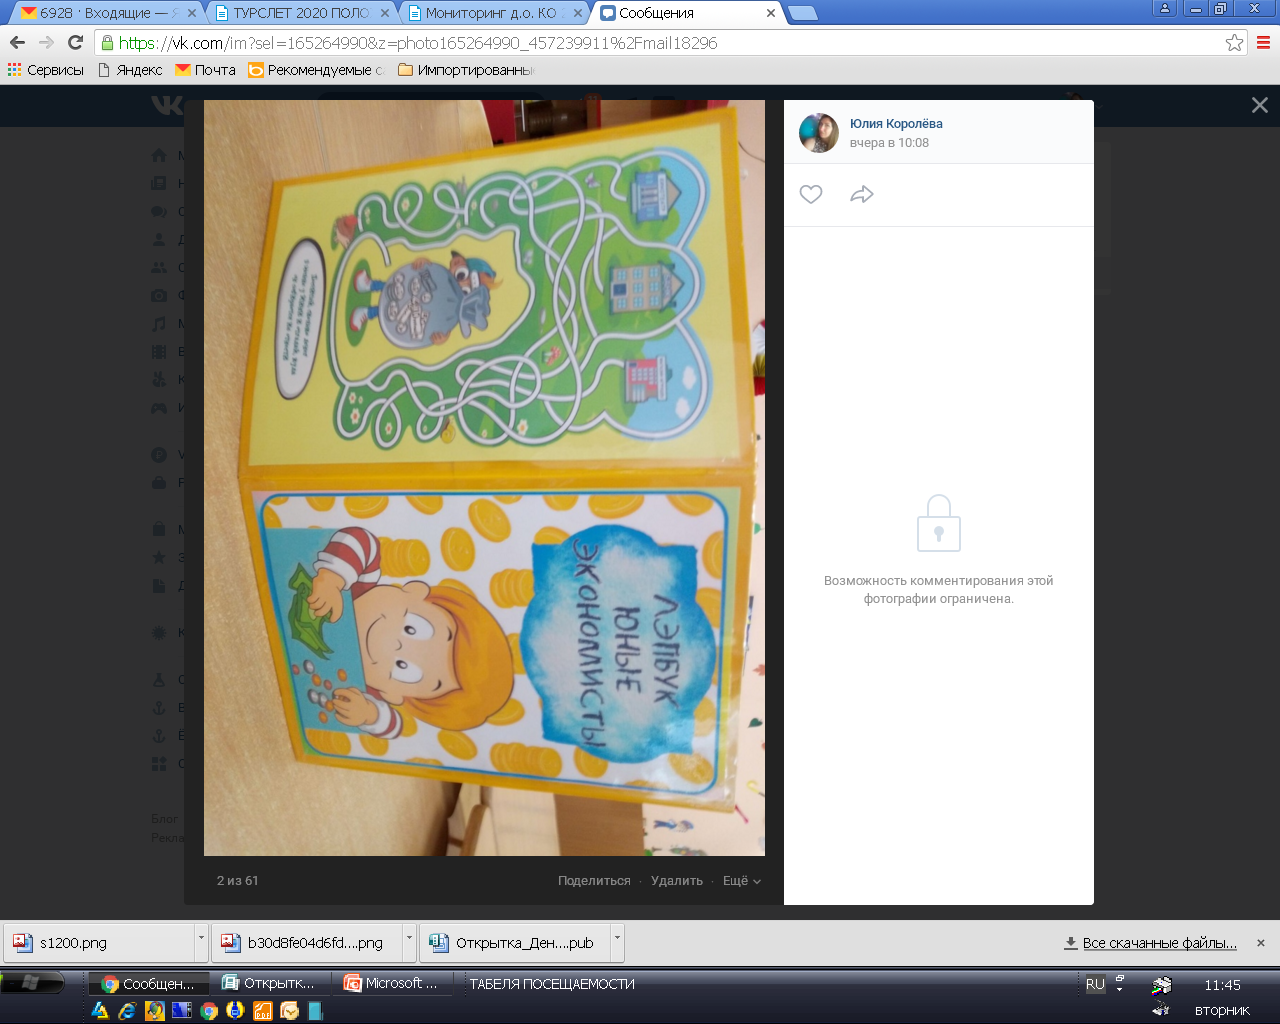 6928 · Входящие — Я
ТУРСЛЕТ 2020 ПОЛО
Мониторинг д.о. КО
Сообщения
https://vk.com/im?sel=165264990&z=photo165264990_457239911%2Fmail18296
Сервисы
Яндекс
Почта
Рекомендуемые
Импортированны
Юлия Королёва
вчера в 10:08
ЛЭПБУК
ЮНЫЕ
ЭКОНОМИСТЫ
Возможность комментирования этой
фотографии ограничена.
Блог
Рекла
2 из 61
Поделиться · Удалить · Ещё
s1200.png
b30d8fe04d6fd....png
Открытка_Ден....pub
Все скачанные файлы...
Сообщен...
Открытк...
Microsoft ...
ТАБЕЛЯ ПОСЕЩАЕМОСТИ
RU
11:45
вторник